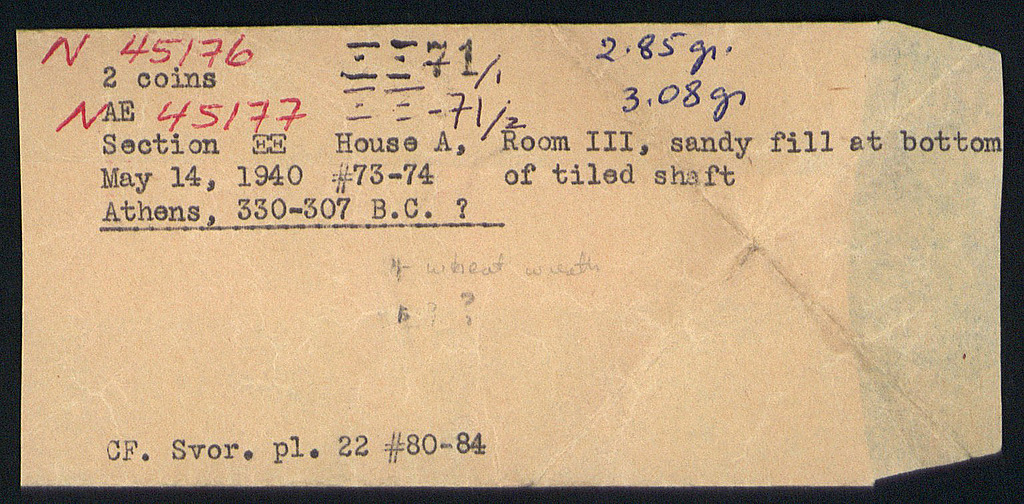 N 45176 ΞΞ 71/1 2.85 gr.
2 coins
N 45177 ΞΞ-71/2 3.08 gr
AE
Section ΞΞ House A, Room III, sandy fill at bottom
May 14, 1940 #73-74 of tiled shaft
Athens, 330-307 B.C. ?
wheat wreath
? ?
CF. Svor. pl. 22 #80-84